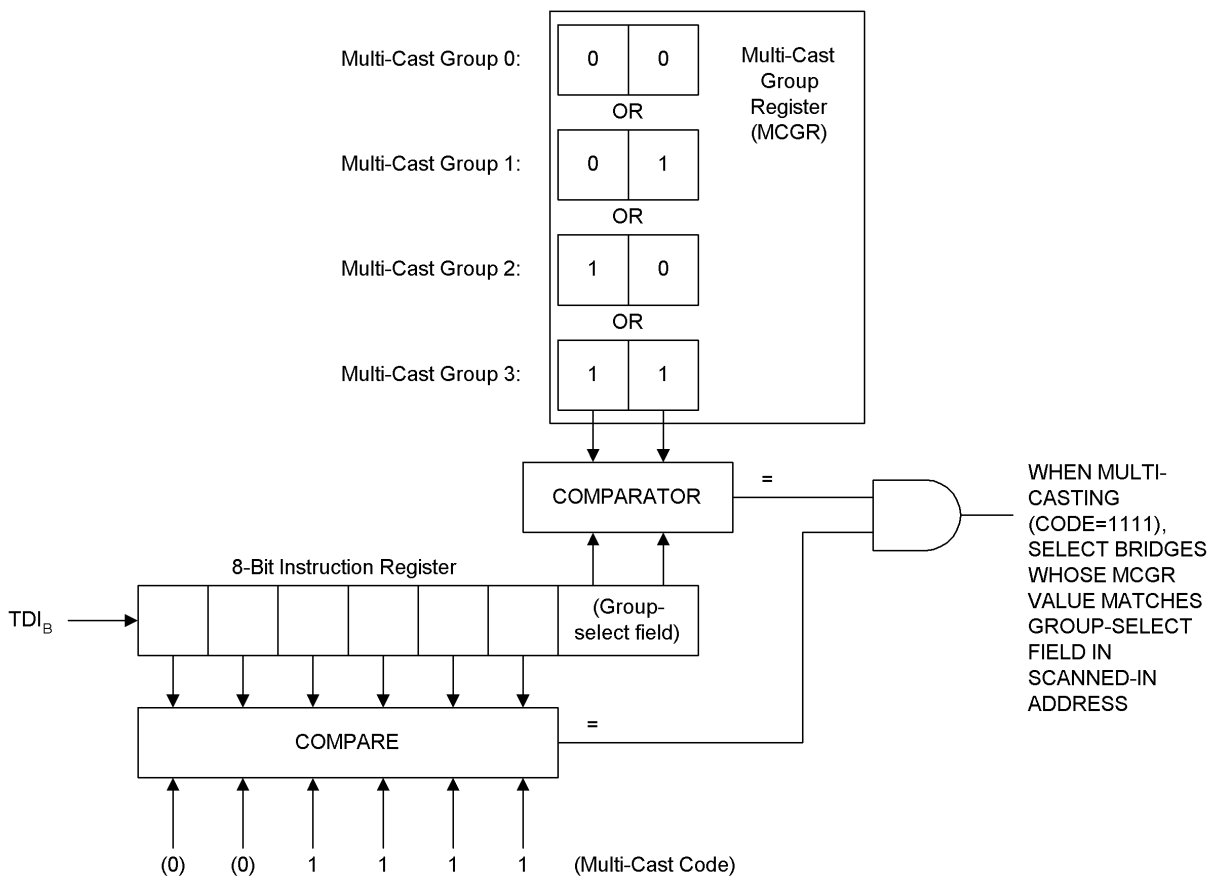 Multi-Cast Group 0:
0 0
Multi-Cast
Group
Register
(MCGR)
OR
Multi-Cast Group 1:
0 1
OR
Multi-Cast Group 2:
1 0
OR
Multi-Cast Group 3:
1 1
COMPARATOR
=
WHEN MULTI-
CASTING
(CODE=1111),
SELECT BRIDGES
WHOSE MCGR
VALUE MATCHES
GROUP-SELECT
FIELD IN
SCANNED-IN
ADDRESS
8-Bit Instruction Register
TDIB
(Group-
select field)
COMPARE
=
(0) (0) 1 1 1 1 (Multi-Cast Code)